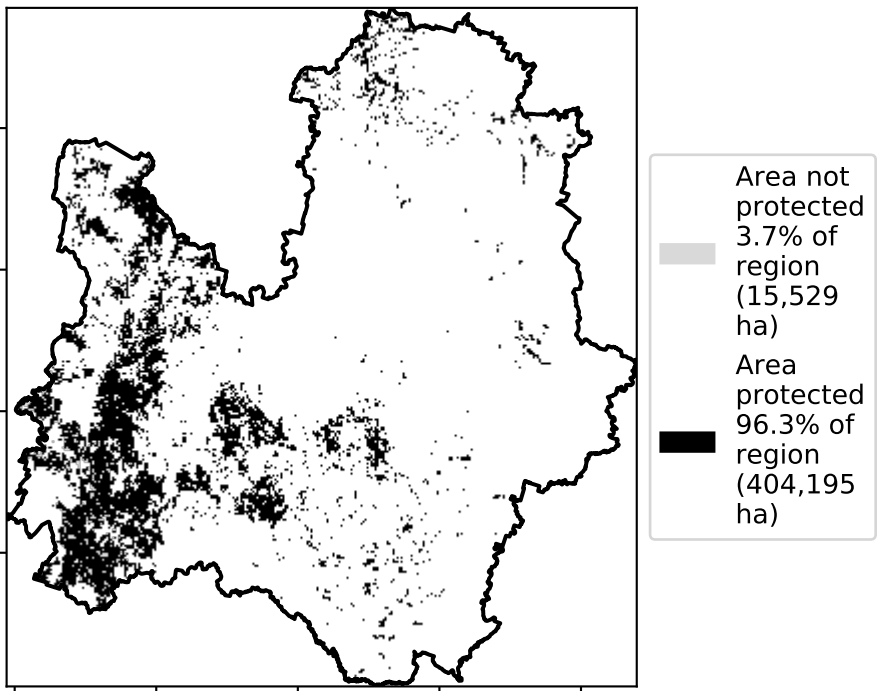 Area not
protected
3.7% of
region
(15,529
ha)
Area
protected
96.3% of
region
(404,195
ha)